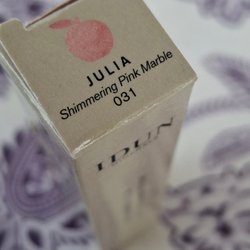 JULIA
Shimmering Pink Marble
031
IDUN